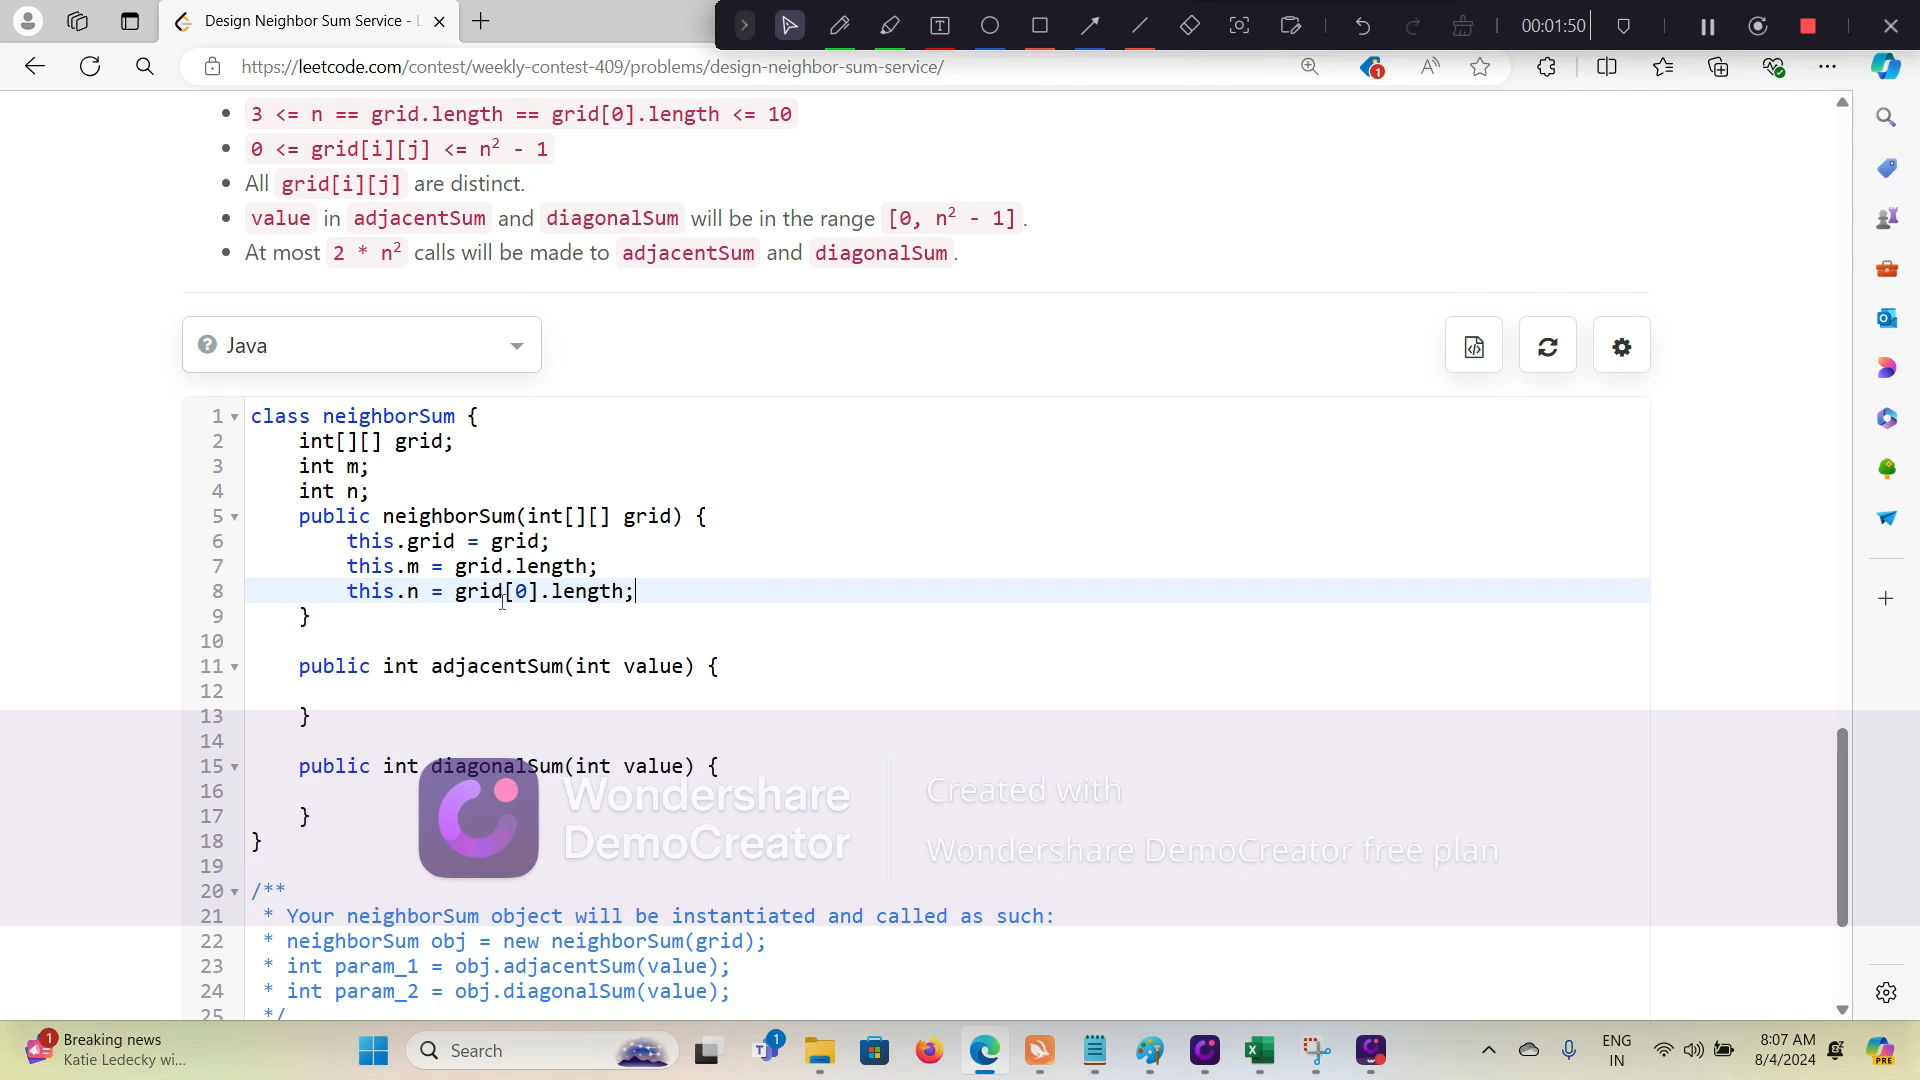 Design Neighbor Sum Service - L
00:01:50
https://leetcode.com/contest/weekly-contest-409/problems/design-neighbor-sum-service/
1
3 <= n == grid.length == grid[0].length <= 10
0 <= grid[i][j] <= n² - 1
All grid[i][j] are distinct.
value in adjacentSum and diagonalSum will be in the range [0, n² - 1].
At most 2 * n² calls will be made to adjacentSum and diagonalSum.
Java
1 class neighborSum {
2 int[][] grid;
3 int m;
4 int n;
5 public neighborSum(int[][] grid) {
6 this.grid = grid;
7 this.m = grid.length;
8 this.n = grid[0].length;
9 }
10
11 public int adjacentSum(int value) {
12
13 }
14
15 public int diagonalSum(int value) {
16
17 }
18 }
19
20 /**
21 * Your neighborSum object will be instantiated and called as such:
22 * neighborSum obj = new neighborSum(grid);
23 * int param_1 = obj.adjacentSum(value);
24 * int param_2 = obj.diagonalSum(value);
25 */
Wondershare
DemoCreator
Created with
Wondershare DemoCreator free plan
1
Breaking news
Katie Ledecky wi...
Search
1
ENG
IN
8:07 AM
8/4/2024
PRE